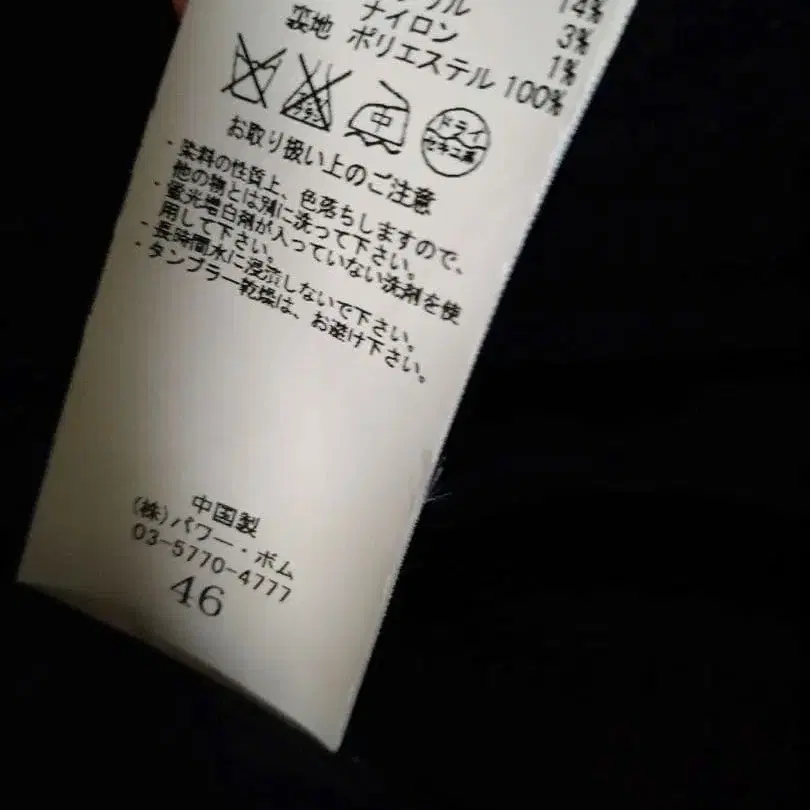 14%
ナイロン 3%
1%
裏地 ポリエステル 100%
中
ドライ
セキユ系
お取り扱い上のご注意
・染料の性質上、色落ちしますので、
他の物とは別に洗って下さい。
・蛍光増白剤が入っていない洗剤を使
用して下さい。
・長時間水に浸漬しないで下さい。
・タンブラー乾燥は、お避け下さい。
中国製
(株)パワー・ボム
03-5770-4777
46